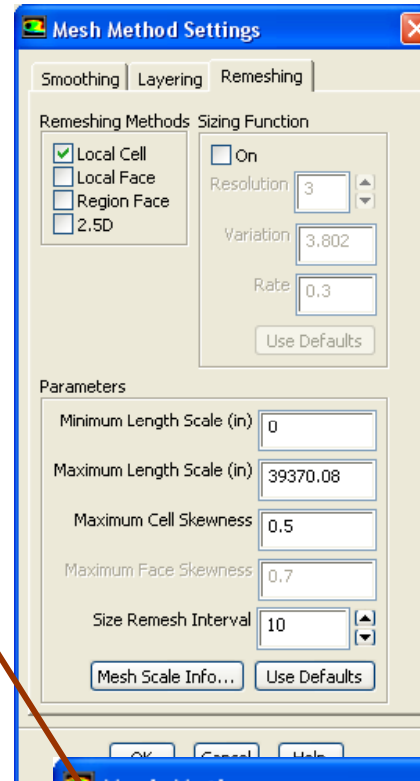 Mesh Method Settings
Smoothing Layering Remeshing
Remeshing Methods
Local Cell
Local Face
Region Face
2.5D
Sizing Function
On
Resolution 3
Variation 3.802
Rate 0.3
Use Defaults
Parameters
Minimum Length Scale (in) 0
Maximum Length Scale (in) 39370.08
Maximum Cell Skewness 0.5
Maximum Face Skewness 0.7
Size Remesh Interval 10
Mesh Scale Info... Use Defaults
OK Cancel Help